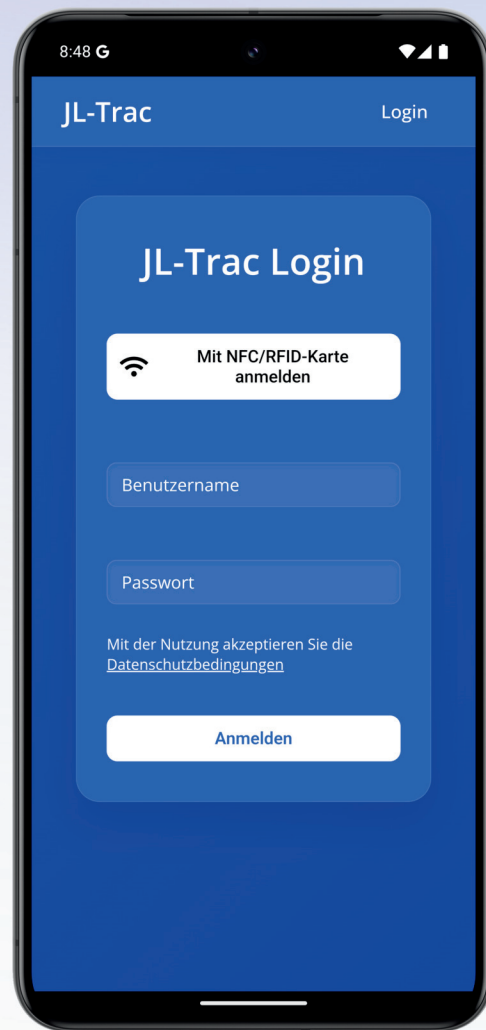 8:48 G
JL-Trac
Login
JL-Trac Login
Mit NFC/RFID-Karte
anmelden
Benutzername
Passwort
Mit der Nutzung akzeptieren Sie die
Datenschutzbedingungen
Anmelden